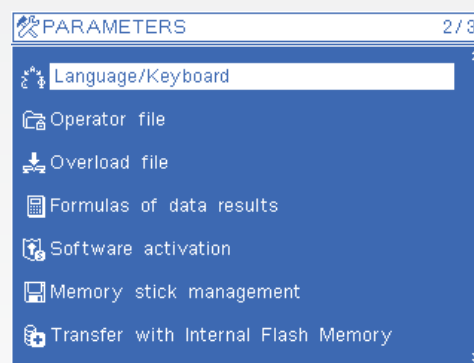 PARAMETERS 2/3
Language/Keyboard
Operator file
Overload file
Formulas of data results
Software activation
Memory stick management
Transfer with Internal Flash Memory